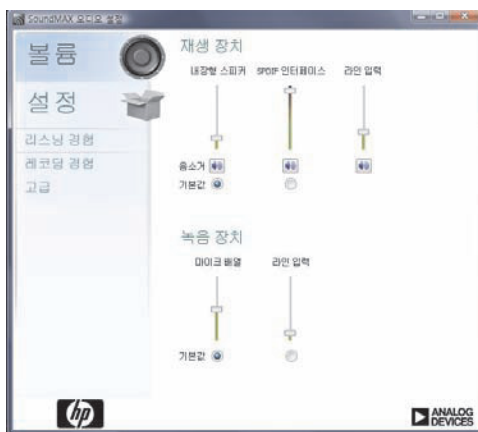 SoundMAX 오디오 설정
볼륨
설정
리스닝 경험
레코딩 경험
고급
재생 장치
내장형 스피커 SPDIF 인터페이스 라인 입력
음소거
기본값
녹음 장치
마이크 배열 라인 입력
기본값
hp
ANALOG
DEVICES